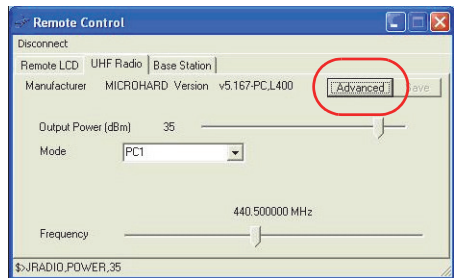 Remote Control
Disconnect
Remote LCD UHF Radio Base Station
Manufacturer MICROHARD Version v5.167-PC,L400 Advanced Save
Output Power (dBm) 35
Mode PC1
440.500000 MHz
Frequency
$>JRADIO,POWER,35